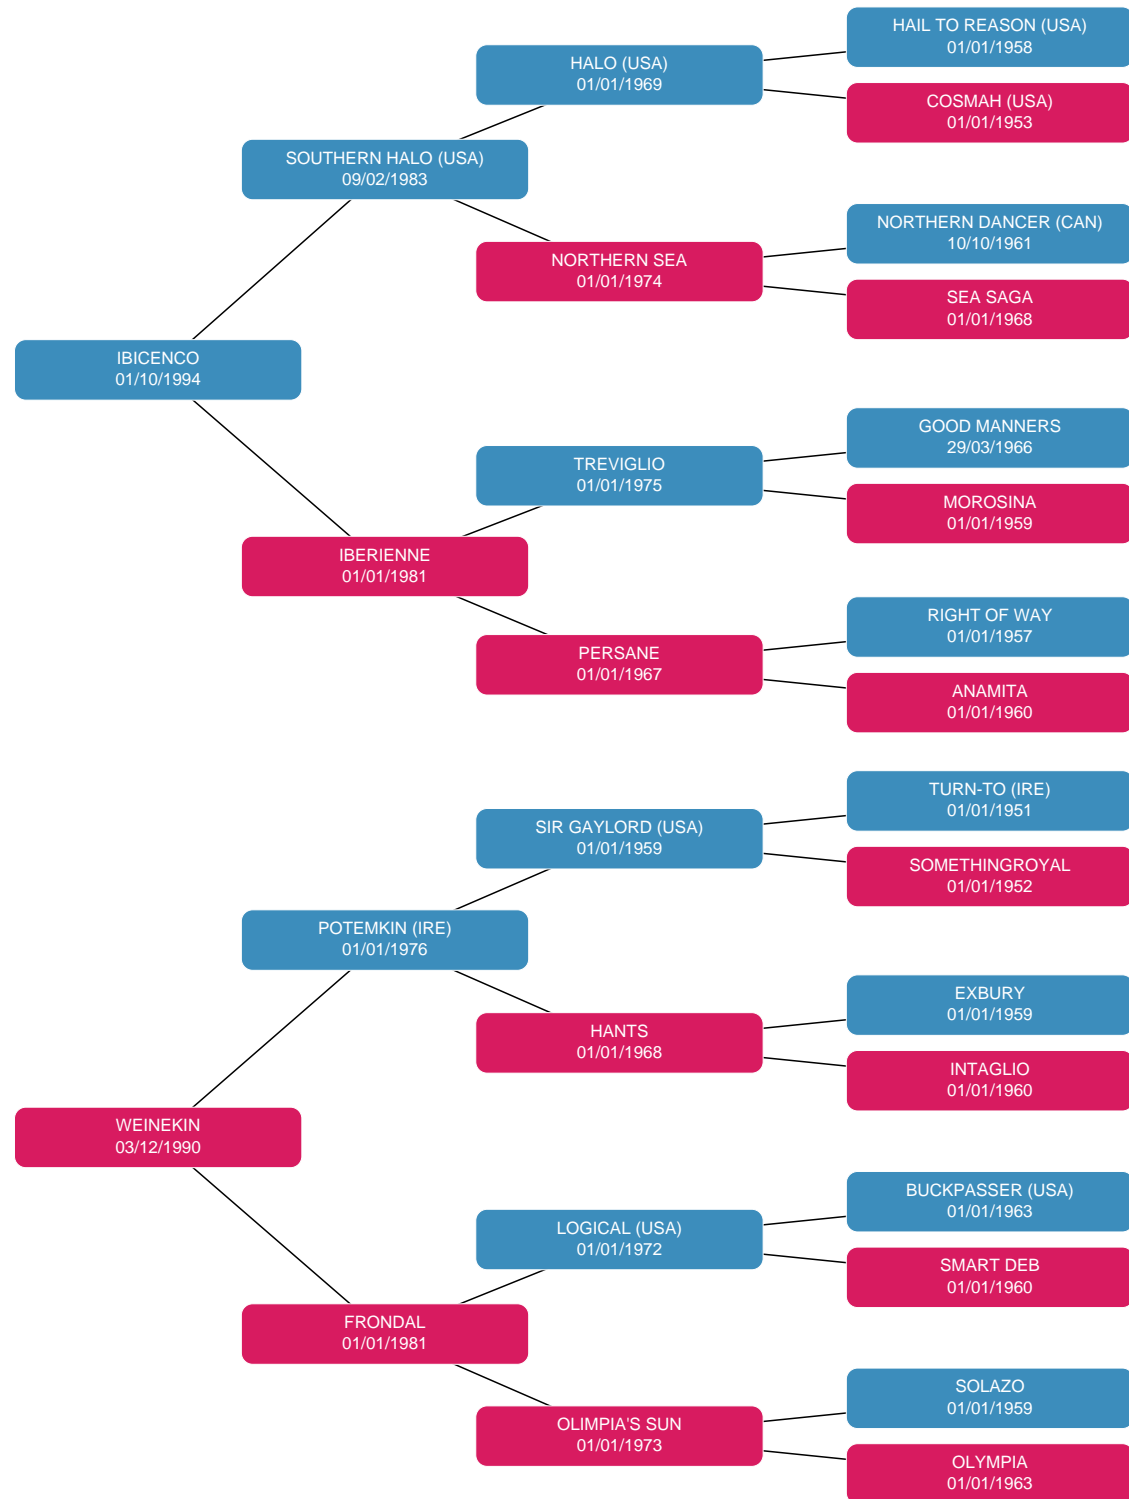 HAIL TO REASON (USA)
01/01/1958
HALO (USA)
01/01/1969
COSMAH (USA)
01/01/1953
SOUTHERN HALO (USA)
09/02/1983
NORTHERN DANCER (CAN)
10/10/1961
NORTHERN SEA
01/01/1974
SEA SAGA
01/01/1968
IBICENCO
01/10/1994
GOOD MANNERS
29/03/1966
TREVIGLIO
01/01/1975
MOROSINA
01/01/1959
IBERIENNE
01/01/1981
RIGHT OF WAY
01/01/1957
PERSANE
01/01/1967
ANAMITA
01/01/1960
TURN-TO (IRE)
01/01/1951
SIR GAYLORD (USA)
01/01/1959
SOMETHINGROYAL
01/01/1952
POTEMKIN (IRE)
01/01/1976
EXBURY
01/01/1959
HANTS
01/01/1968
INTAGLIO
01/01/1960
WEINEKIN
03/12/1990
BUCKPASSER (USA)
01/01/1963
LOGICAL (USA)
01/01/1972
SMART DEB
01/01/1960
FRONDAL
01/01/1981
SOLAZO
01/01/1959
OLIMPIA'S SUN
01/01/1973
OLYMPIA
01/01/1963